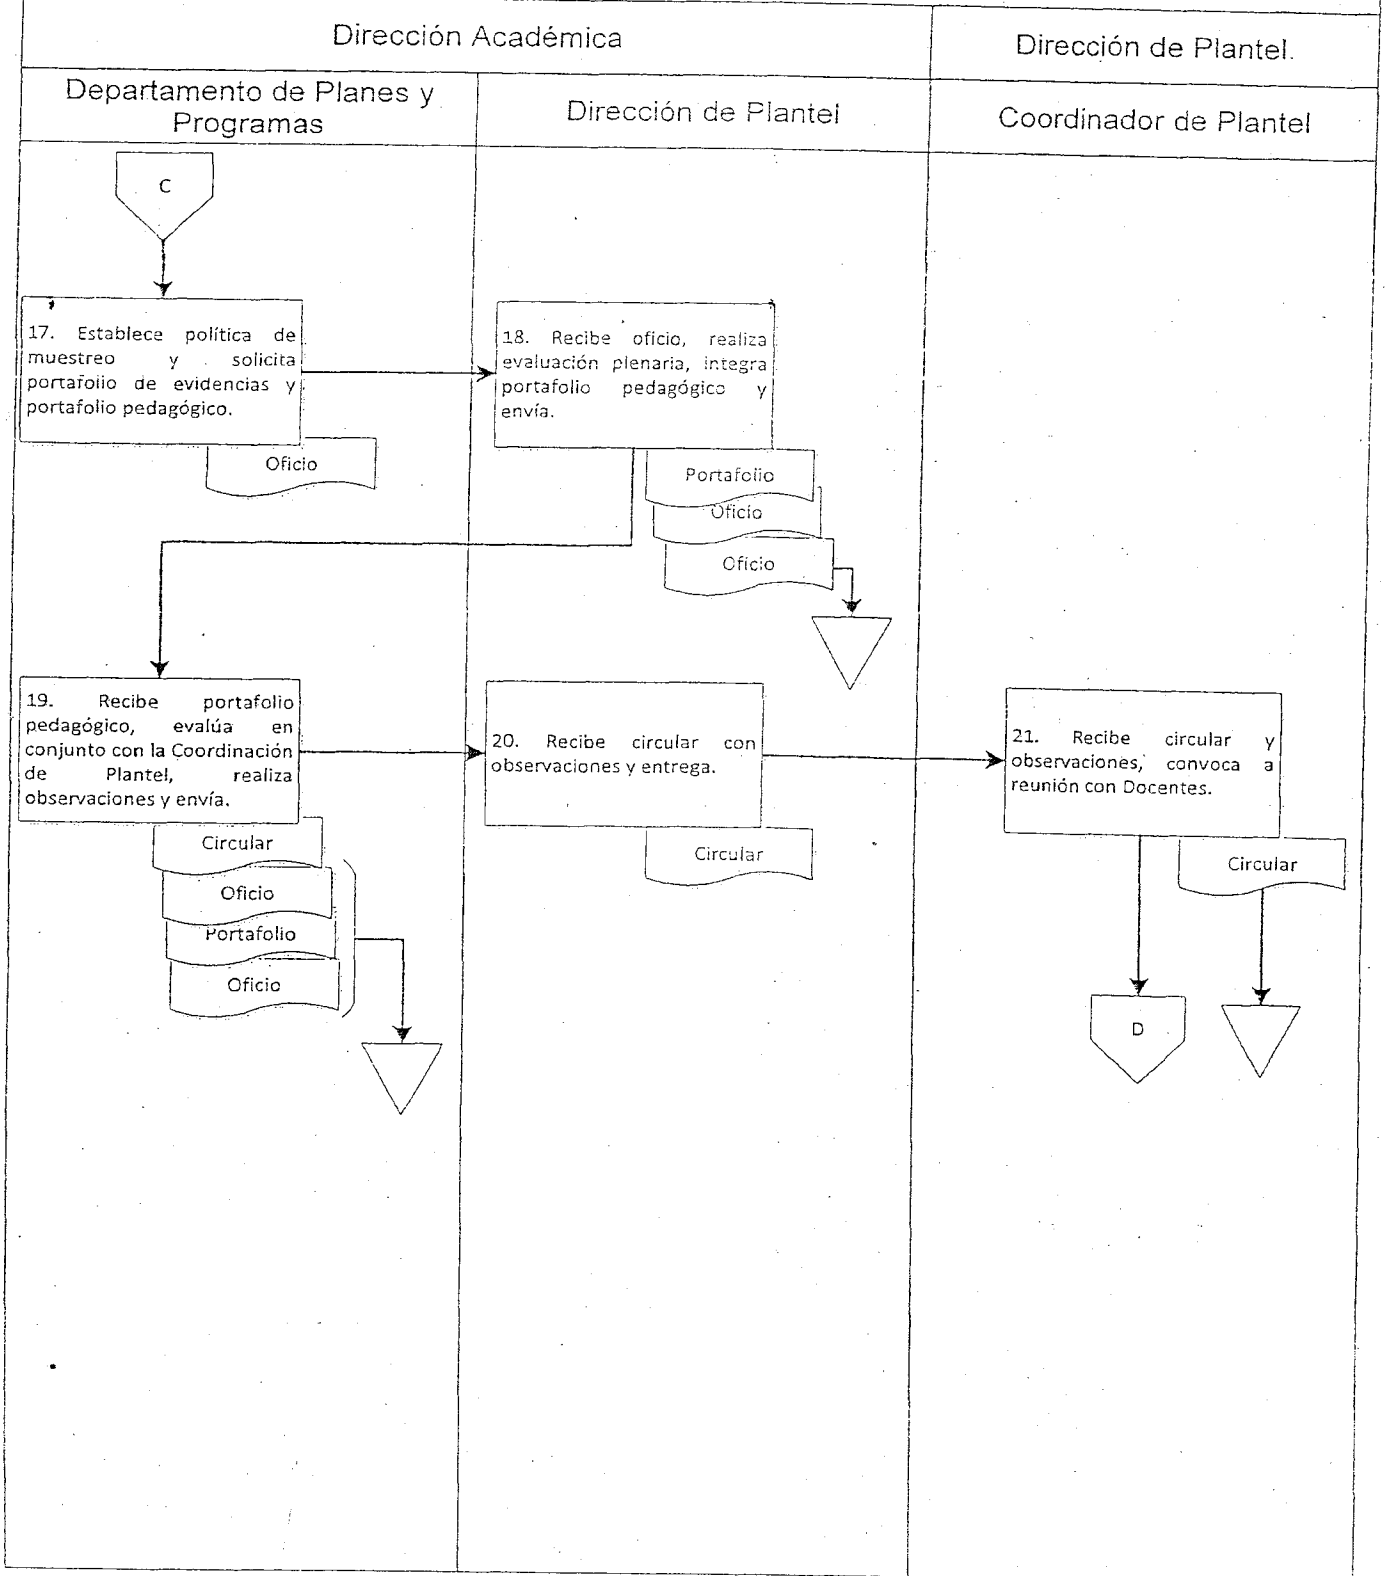 Dirección Académica
Dirección de Plantel.
Departamento de Planes y
Programas
Dirección de Plantel
Coordinador de Plantel
C
17. Establece política de
muestreo y solicita
portafolio de evidencias y
portafolio pedagógico.
Oficio
18. Recibe oficio, realiza
evaluación plenaria, integra
portafolio pedagógico y
envía.
Portafolio
Oficio
Oficio
19. Recibe portafolio
pedagógico, evalúa en
conjunto con la Coordinación
de Plantel, realiza
observaciones y envía.
Circular
Oficio
Portafolio
Oficio
20. Recibe circular con
observaciones y entrega.
Circular
21. Recibe circular y
observaciones, convoca a
reunión con Docentes.
Circular
D